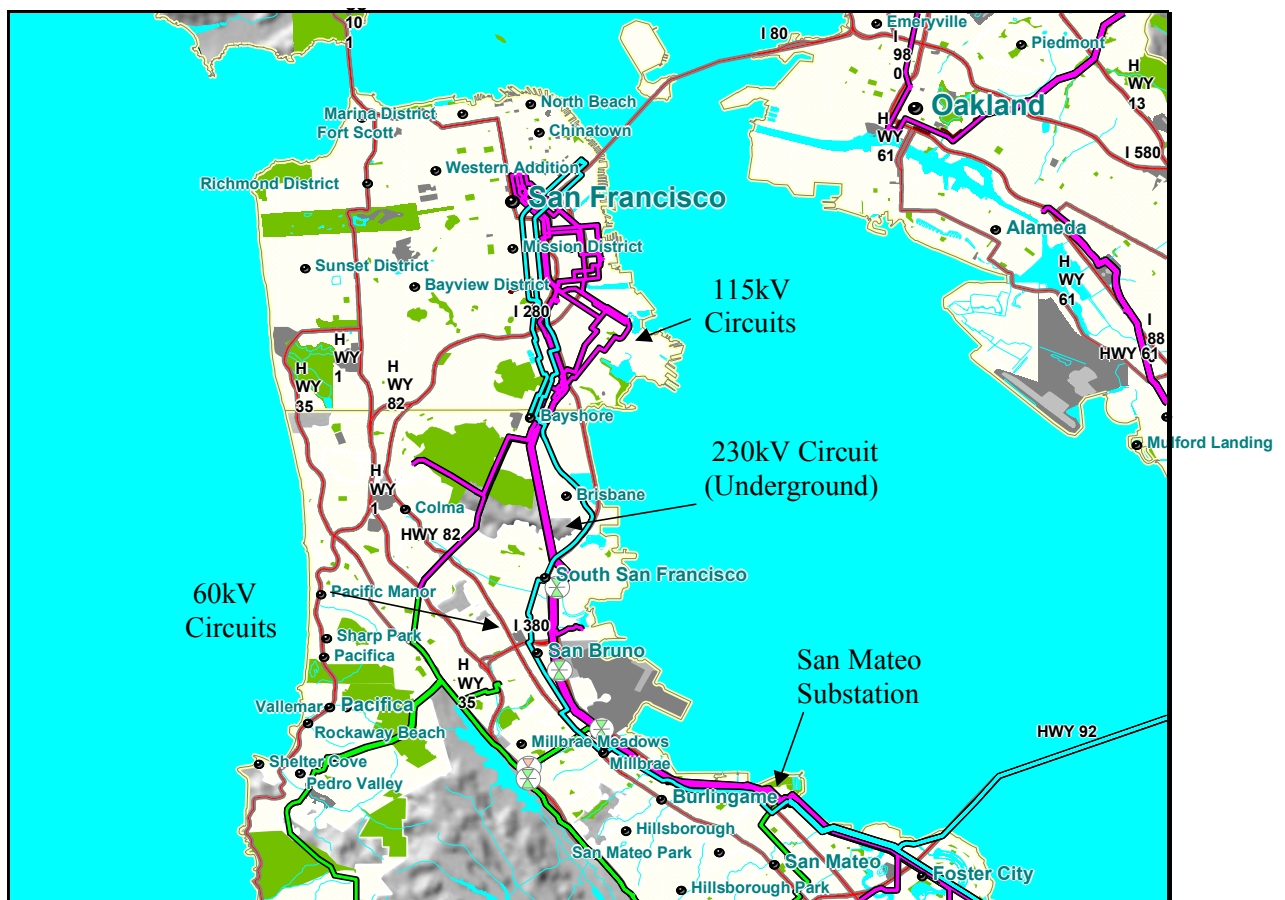 10
1
I 80
Emeryville
I
98
0
Piedmont
H
WY
13
North Beach
Marina District
Fort Scott
Chinatown
Oakland
H
WY
61
I 580
Western Addition
Richmond District
San Francisco
Alameda
Mission District
Sunset District
H
WY
61
Bayview District
115kV
Circuits
I 280
I
88
0
HWY 61
H
WY
1
H
WY
35
H
WY
82
Bayshore
Mulford Landing
230kV Circuit
(Underground)
H
WY
1
Brisbane
Colma
HWY 82
South San Francisco
60kV
Circuits
Pacific Manor
I 380
Sharp Park
San Bruno
Pacifica
San Mateo
Substation
H
WY
35
Vallemar
Pacifica
Rockaway Beach
HWY 92
Millbrae Meadows
Shelter Cove
Millbrae
Pedro Valley
Burlingame
Hillsborough
San Mateo Park
San Mateo
Foster City
Hillsborough Park